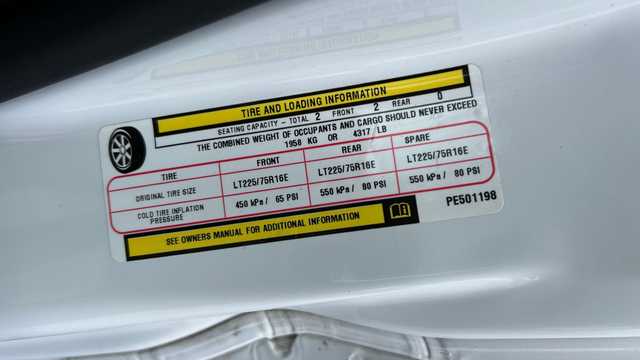 TIRE AND LOADING INFORMATION
SEATING CAPACITY - TOTAL 2 FRONT 2 REAR 0
THE COMBINED WEIGHT OF OCCUPANTS AND CARGO SHOULD NEVER EXCEED
1958 KG OR 4317 LB
TIRE FRONT REAR SPARE
ORIGINAL TIRE SIZE LT225/75R16E LT225/75R16E LT225/75R16E
COLD TIRE INFLATION PRESSURE 450 kPa / 65 PSI 550 kPa / 80 PSI 550 kPa / 80 PSI
SEE OWNERS MANUAL FOR ADDITIONAL INFORMATION
PE501198